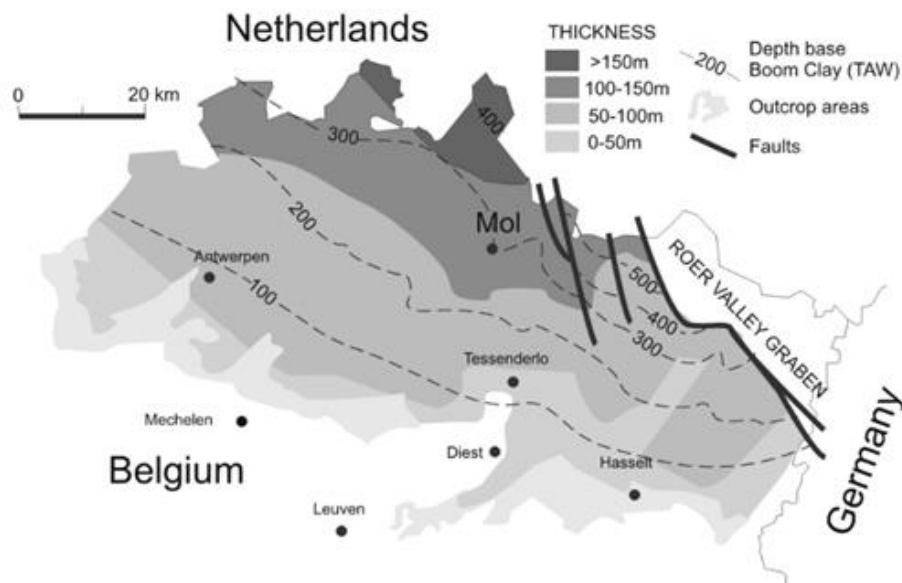 Netherlands
THICKNESS
>150m
100-150m
50-100m
0-50m
200
Depth base
Boom Clay (TAW)
Outcrop areas
Faults
0
20 km
400
300
200
Mol
Antwerpen
100
500
400
300
ROER VALLEY GRABEN
Tessenderlo
Mechelen
Belgium
Diest
Hasselt
Leuven
Germany